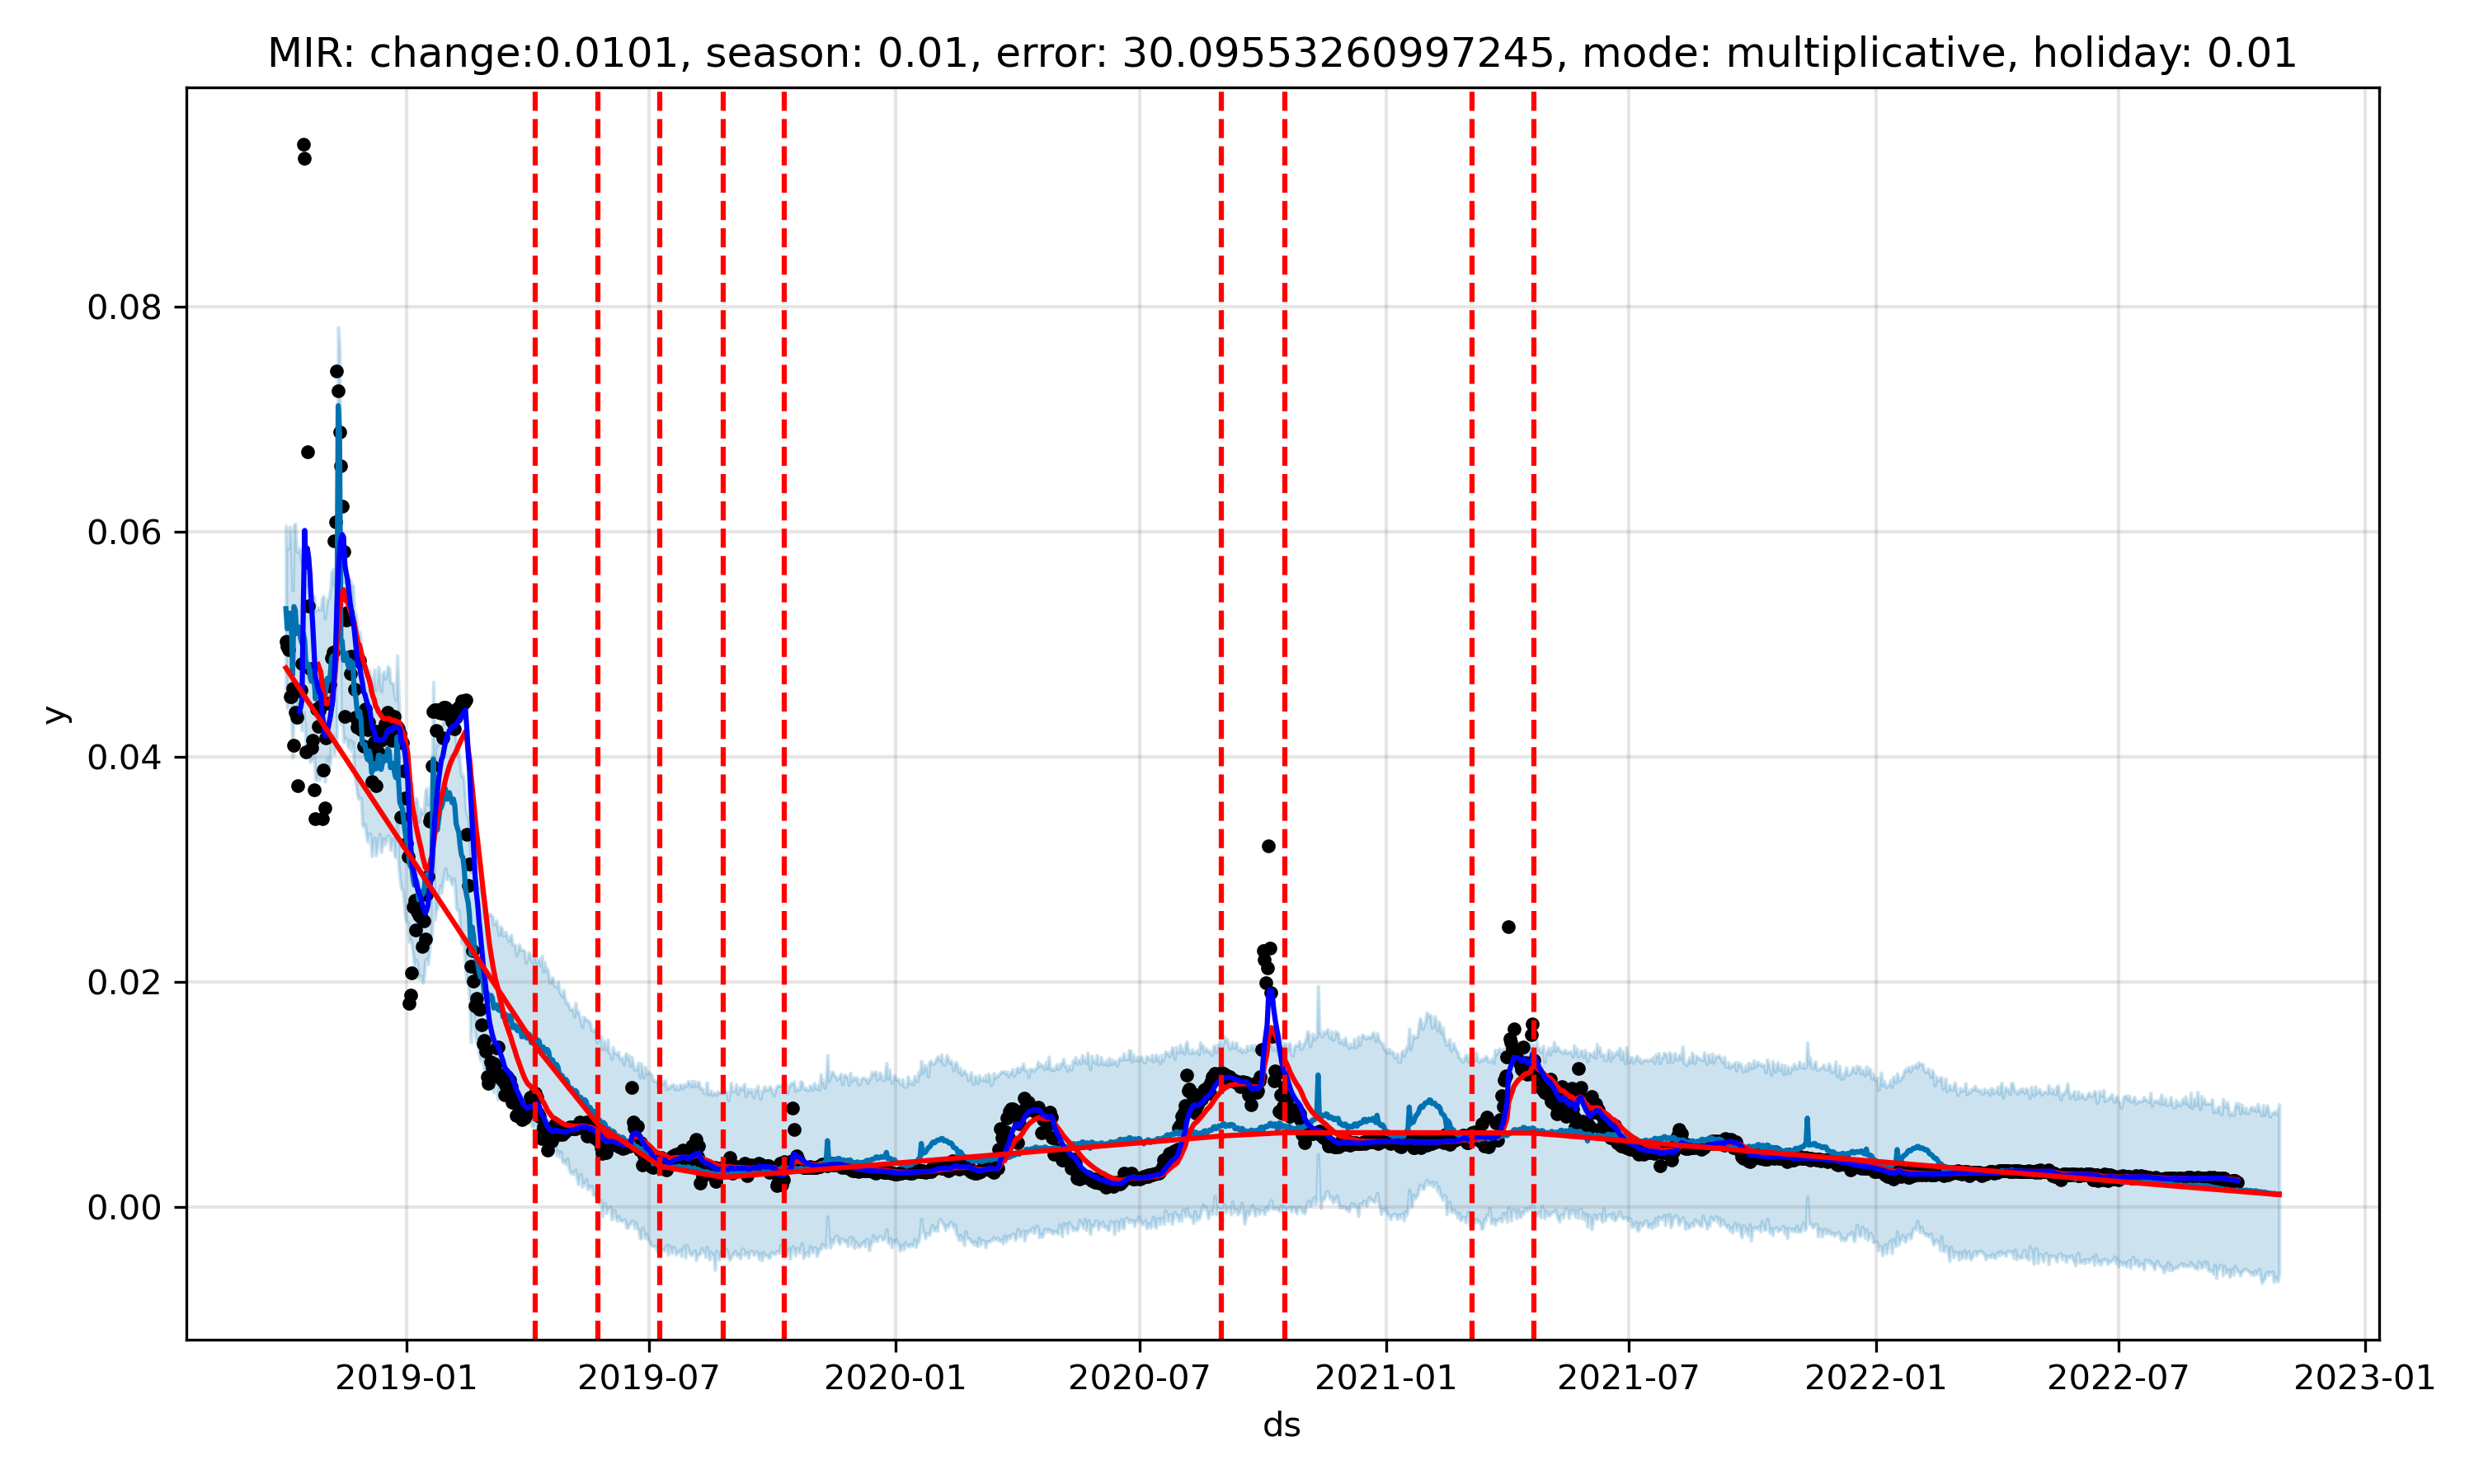 MIR: change:0.0101, season: 0.01, error: 30.09553260997245, mode: multiplicative, holiday: 0.01
0.08
0.06
0.04
0.02
0.00
y
2019-01 2019-07 2020-01 2020-07 2021-01 2021-07 2022-01 2022-07 2023-01
ds